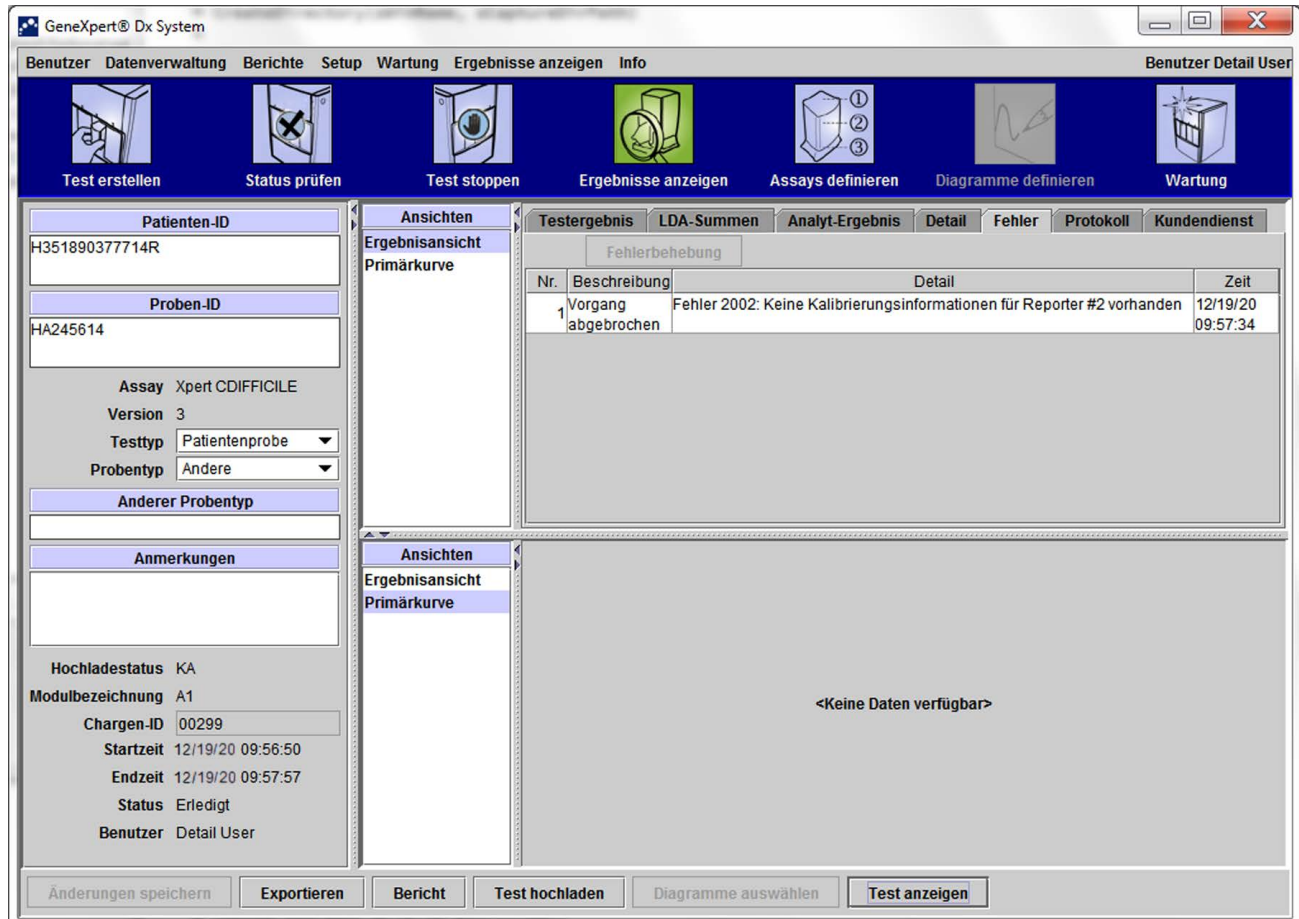 GeneXpert® Dx System
Benutzer Datenverwaltung Berichte Setup Wartung Ergebnisse anzeigen Info Benutzer Detail User
①
②
③
Test erstellen Status prüfen Test stoppen Ergebnisse anzeigen Assays definieren Diagramme definieren Wartung
Patienten-ID
H351890377714R
Proben-ID
HA245614
Assay Xpert CDIFFICILE
Version 3
Testtyp Patientenprobe
Probentyp Andere
Anderer Probentyp
Anmerkungen
Hochladestatus KA
Modulbezeichnung A1
Chargen-ID 00299
Startzeit 12/19/20 09:56:50
Endzeit 12/19/20 09:57:57
Status Erledigt
Benutzer Detail User
Ansichten
Ergebnisansicht
Primärkurve
Testergebnis LDA-Summen Analyt-Ergebnis Detail Fehler Protokoll Kundendienst
Fehlerbehebung
Nr. Beschreibung Detail Zeit
1 Vorgang Fehler 2002: Keine Kalibrierungsinformationen für Reporter #2 vorhanden 12/19/20
abgebrochen 09:57:34
Ansichten
Ergebnisansicht
Primärkurve
<Keine Daten verfügbar>
Änderungen speichern Exportieren Bericht Test hochladen Diagramme auswählen Test anzeigen